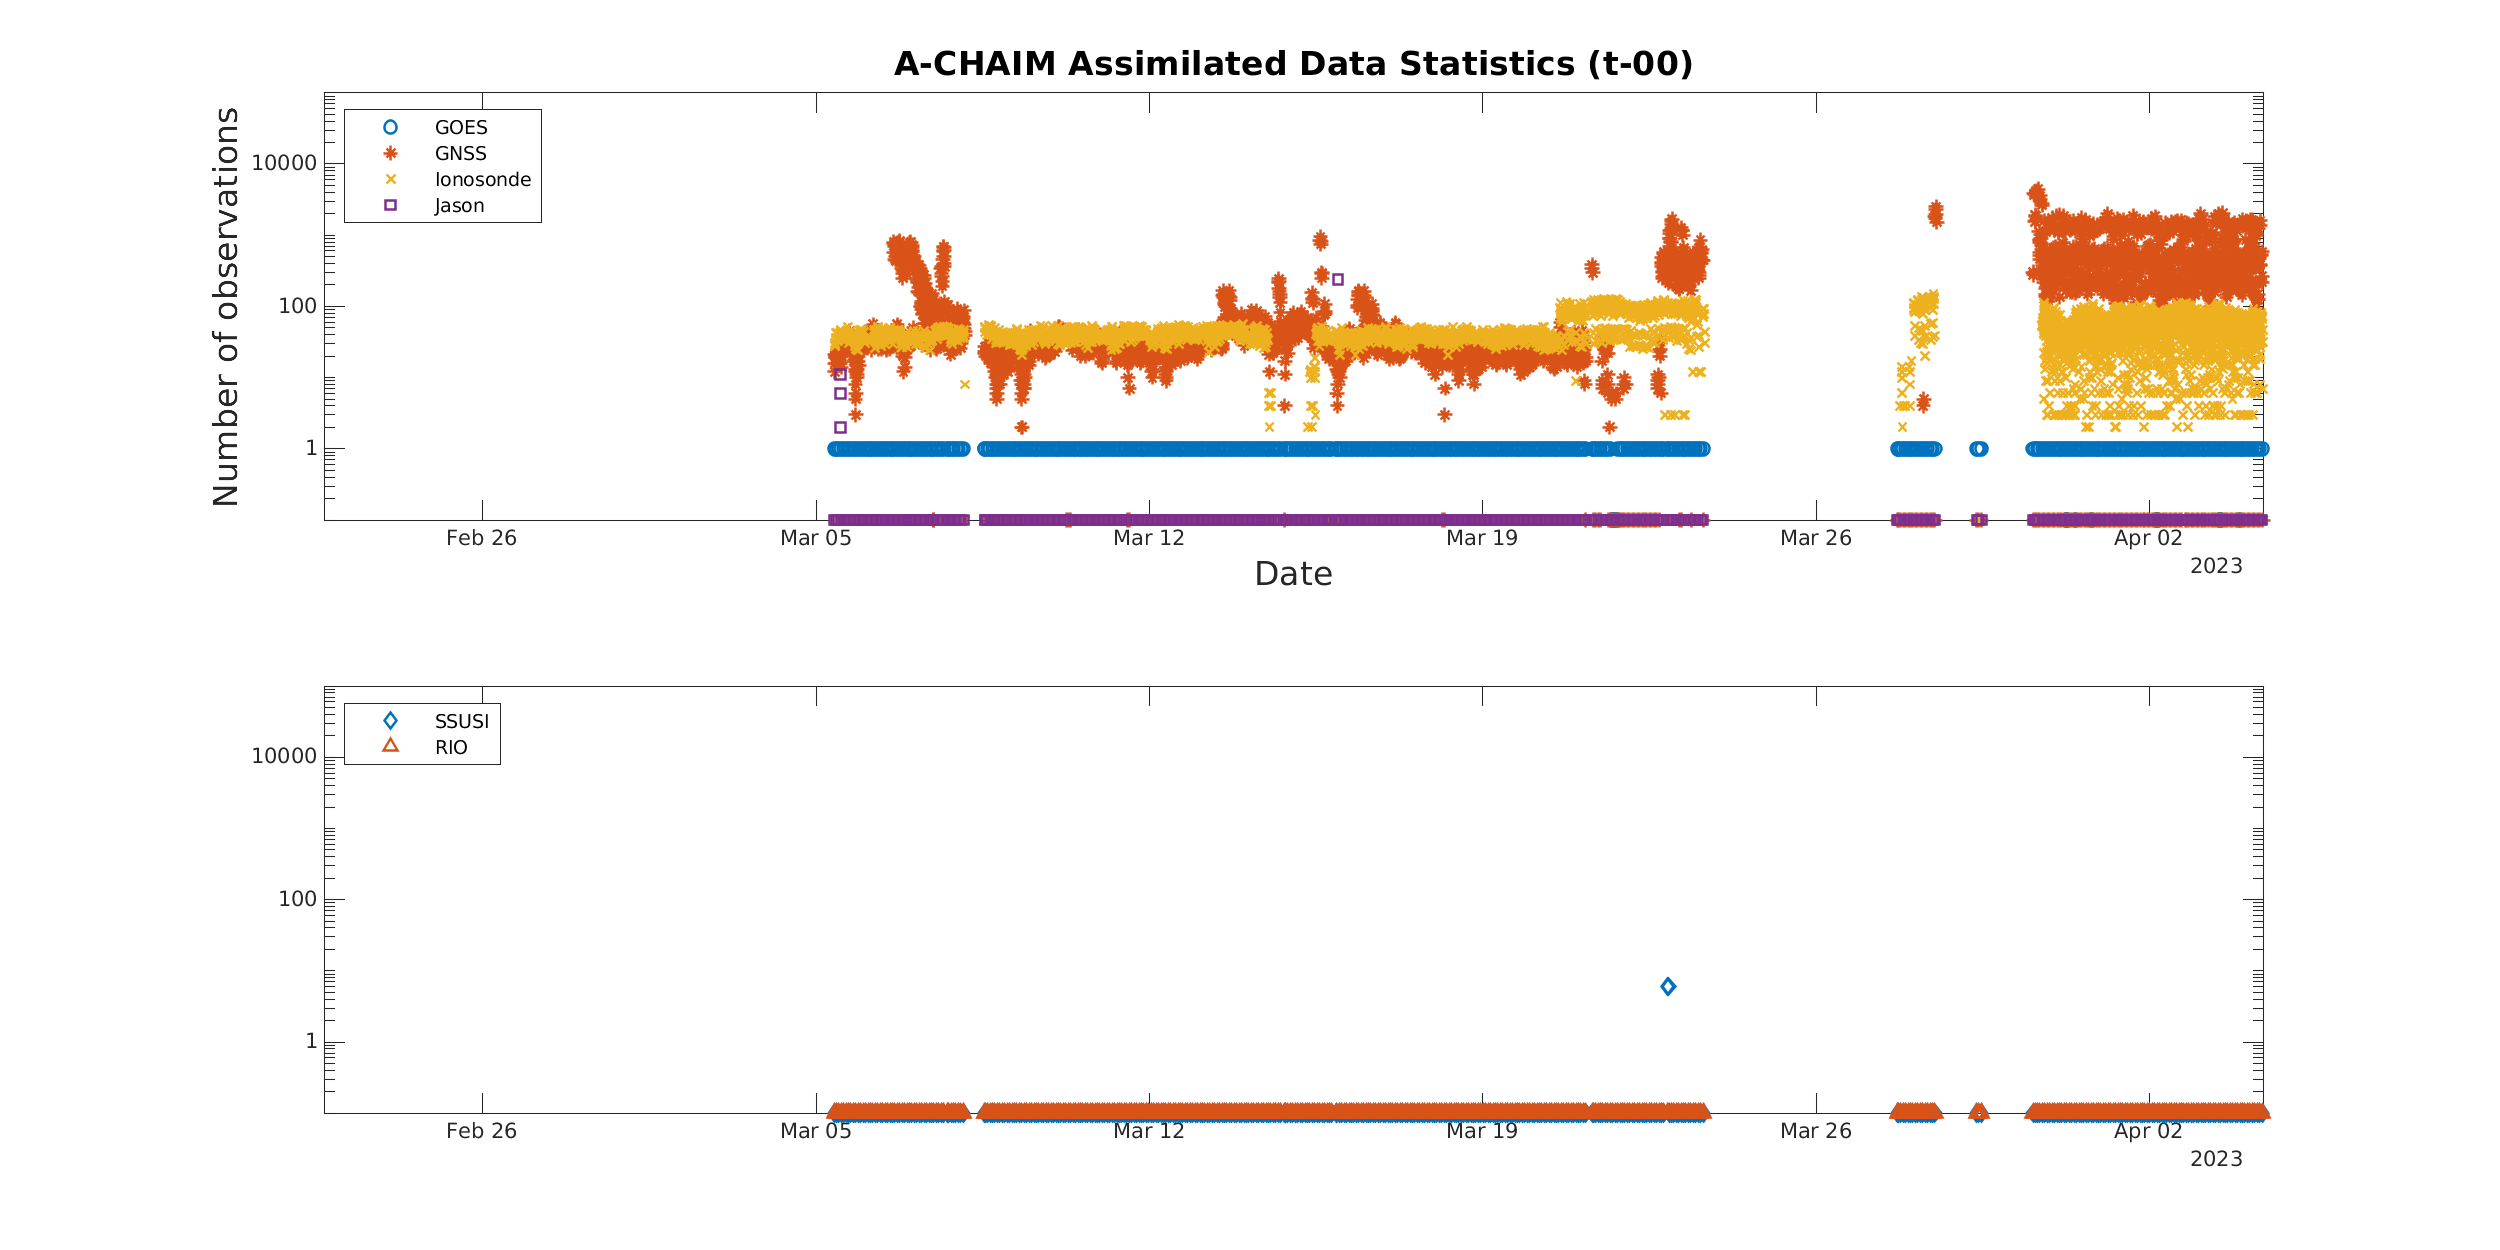 A-CHAIM Assimilated Data Statistics (t-00)
Number of observations
10000
100
1
GOES
GNSS
Ionosonde
Jason
Feb 26
Mar 05
Mar 12
Mar 19
Mar 26
Apr 02
2023
Date
10000
100
1
SSUSI
RIO
Feb 26
Mar 05
Mar 12
Mar 19
Mar 26
Apr 02
2023